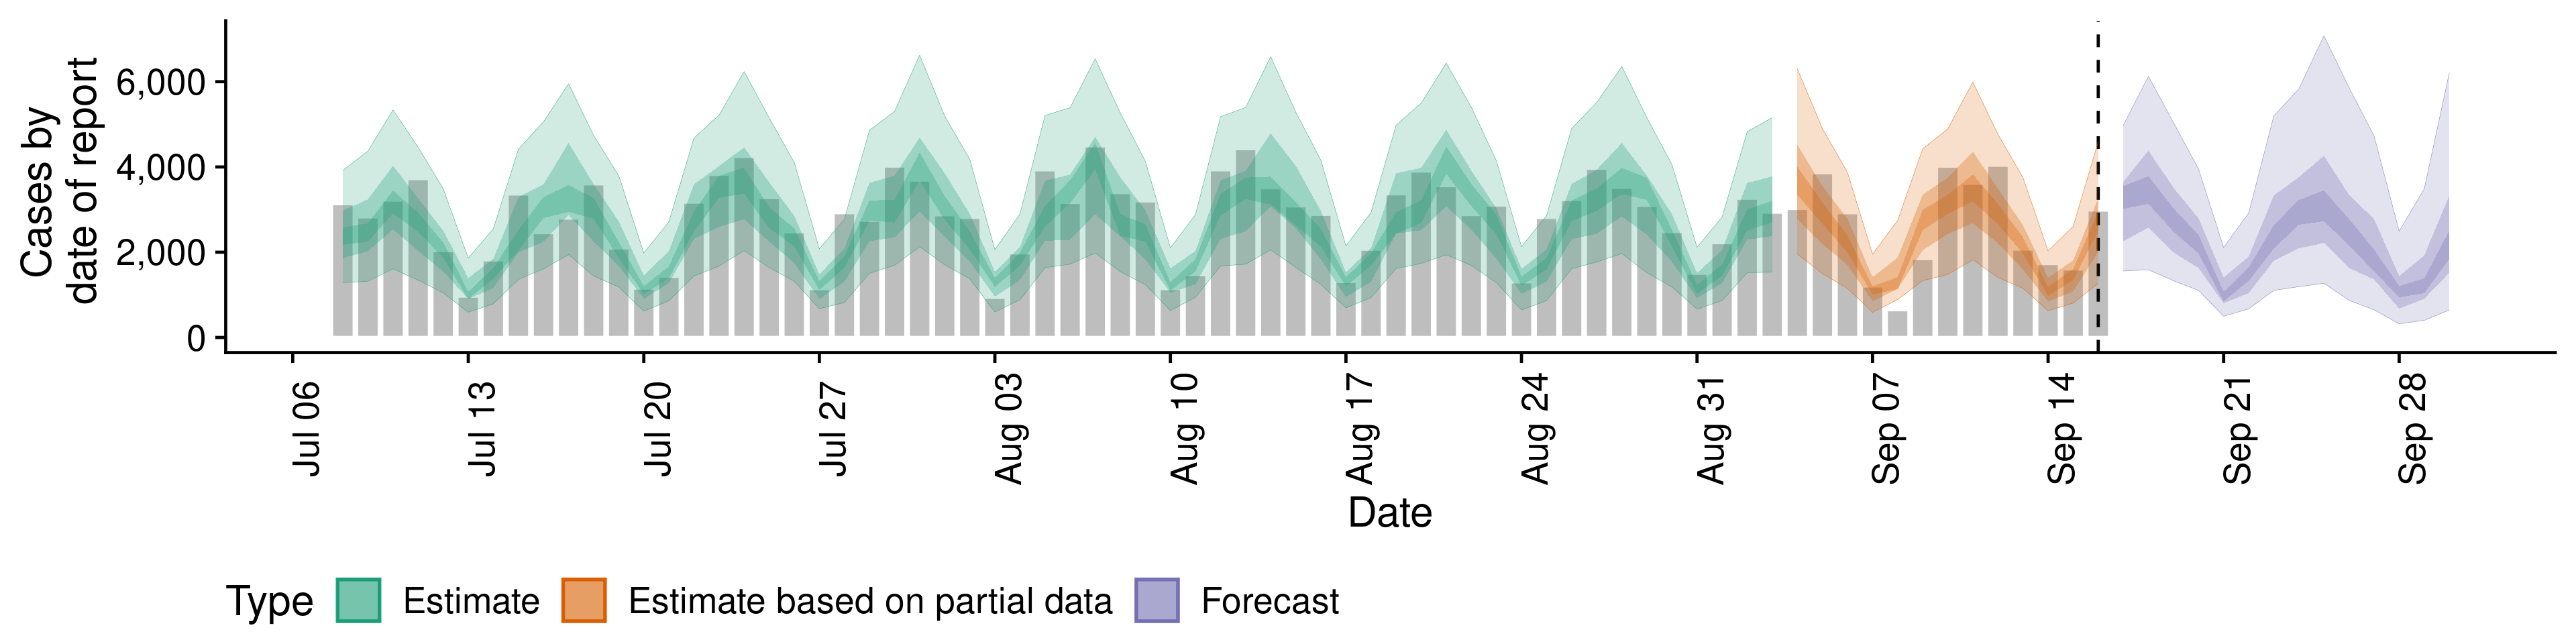 Cases by
date of report
6,000
4,000
2,000
0
Jul 06
Jul 13
Jul 20
Jul 27
Aug 03
Aug 10
Aug 17
Aug 24
Aug 31
Sep 07
Sep 14
Sep 21
Sep 28
Date
Type Estimate Estimate based on partial data Forecast